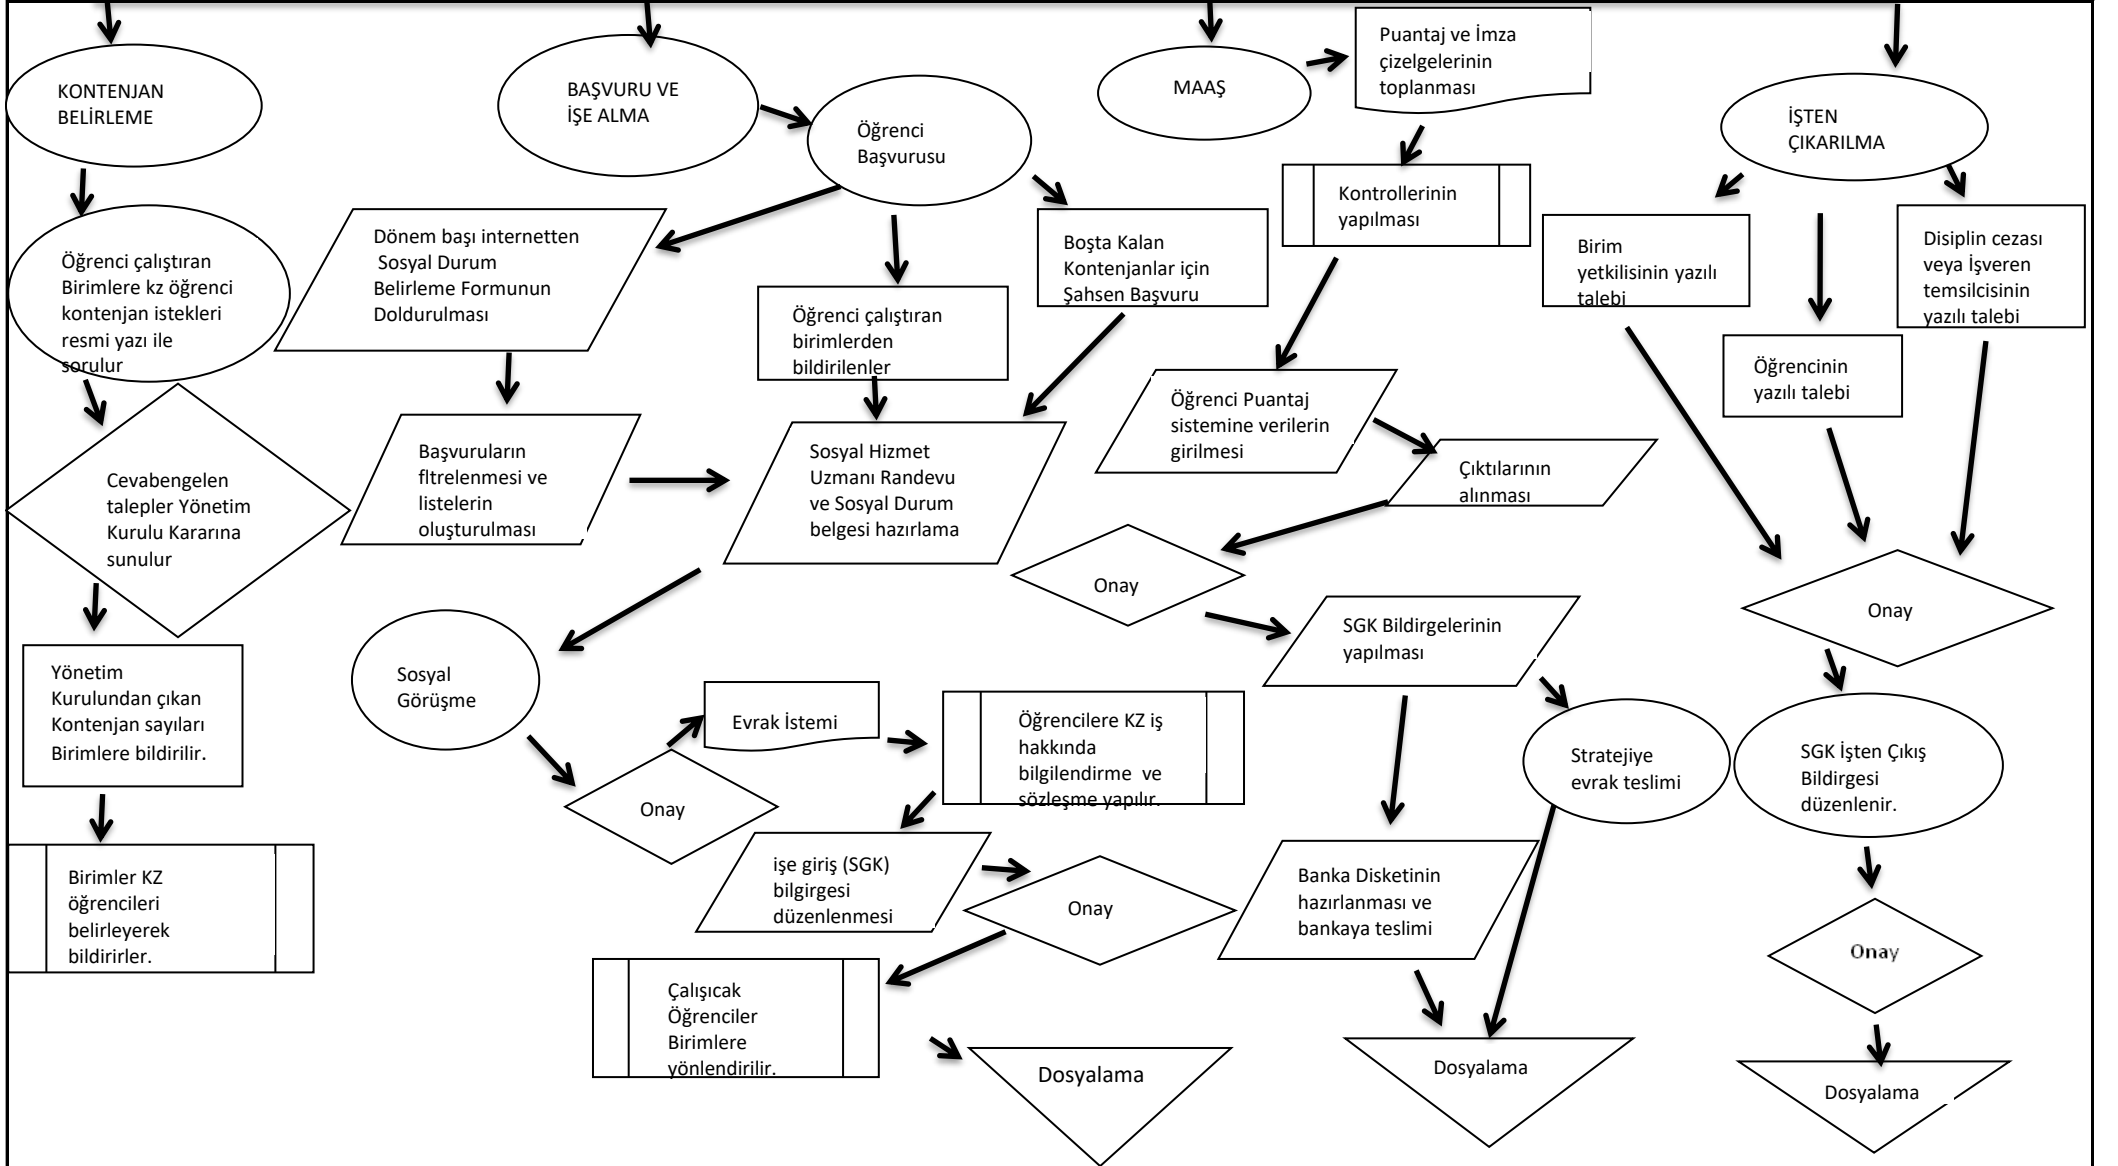 KONTENJAN
BELİRLEME
Öğrenci çalıştıran
Birimlere kz öğrenci
kontenjan istekleri
resmi yazı ile
sorulur
Cevabengelen
talepler Yönetim
Kurulu Kararına
sunulur
Yönetim
Kurulundan çıkan
Kontenjan sayıları
Birimlere bildirilir.
Birimler KZ
öğrencileri
belirleyerek
bildirirler.
BAŞVURU VE
İŞE ALMA
Öğrenci
Başvurusu
Dönem başı internetten
Sosyal Durum
Belirleme Formunun
Doldurulması
Öğrenci çalıştıran
birimlerden
bildirilenler
Boşta Kalan
Kontenjanlar için
Şahsen Başvuru
Başvuruların
fltrelenmesi ve
listelerin
oluşturulması
Sosyal Hizmet
Uzmanı Randevu
ve Sosyal Durum
belgesi hazırlama
Sosyal
Görüşme
Onay
Evrak İstemi
Öğrencilere KZ iş
hakkında
bilgilendirme ve
sözleşme yapılır.
işe giriş (SGK)
bilgirgesi
düzenlenmesi
Onay
Çalışıcak
Öğrenciler
Birimlere
yönlendirilir.
Dosyalama
MAAŞ
Puantaj ve İmza
çizelgelerinin
toplanması
Kontrollerinin
yapılması
Öğrenci Puantaj
sistemine verilerin
girilmesi
Çıktılarının
alınması
Onay
SGK Bildirgelerinin
yapılması
Stratejiye
evrak teslimi
Banka Disketinin
hazırlanması ve
bankaya teslimi
Dosyalama
İŞTEN
ÇIKARILMA
Birim
yetkilisinin yazılı
talebi
Öğrencinin
yazılı talebi
Disiplin cezası
veya İşveren
temsilcisinin
yazılı talebi
Onay
SGK İşten Çıkış
Bildirgesi
düzenlenir.
Onay
Dosyalama